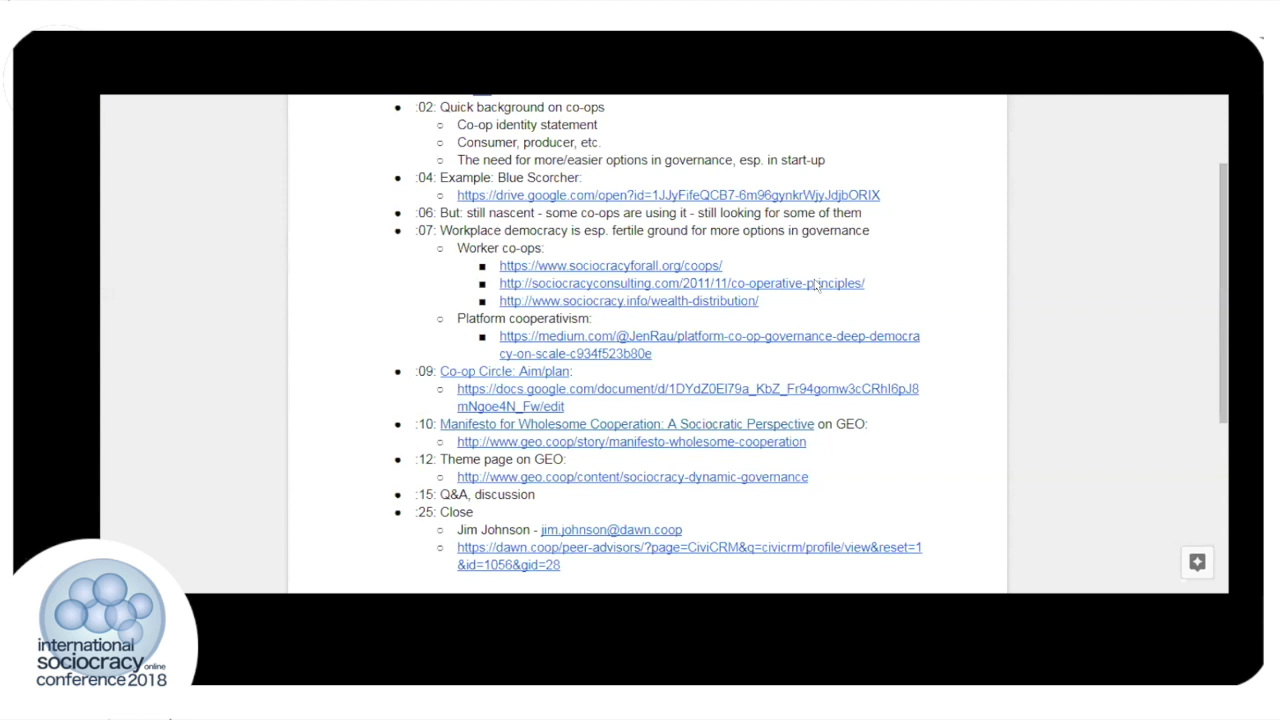 :02: Quick background on co-ops
Co-op identity statement
Consumer, producer, etc.
The need for more/easier options in governance, esp. in start-up
:04: Example: Blue Scorcher:
https://drive.google.com/open?id=1JJyFifeQCB7-6m96gynkrWjyJdjbORIX
:06: But: still nascent - some co-ops are using it - still looking for some of them
:07: Workplace democracy is esp. fertile ground for more options in governance
Worker co-ops:
https://www.sociocracyforall.org/coops/
http://sociocracyconsulting.com/2011/11/co-operative-principles/
http://www.sociocracy.info/wealth-distribution/
Platform cooperativism:
https://medium.com/@JenRau/platform-co-op-governance-deep-democra
cy-on-scale-c934f523b80e
:09: Co-op Circle: Aim/plan:
https://docs.google.com/document/d/1DYdZ0EI79a_KbZ_Fr94gomw3cCRhI6pJ8
mNgoe4N_Fw/edit
:10: Manifesto for Wholesome Cooperation: A Sociocratic Perspective on GEO:
http://www.geo.coop/story/manifesto-wholesome-cooperation
:12: Theme page on GEO:
http://www.geo.coop/content/sociocracy-dynamic-governance
:15: Q&A, discussion
:25: Close
Jim Johnson - jim.johnson@dawn.coop
https://dawn.coop/peer-advisors/?page=CiviCRM&q=civicrm/profile/view&reset=1
&id=1056&gid=28
international
sociocracy online
conference 2018